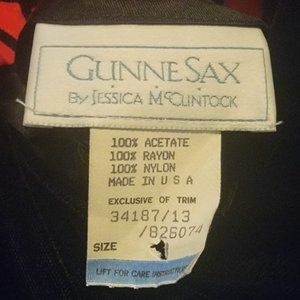 GUNNE SAX
BY JESSICA McCLINTOCK
100% ACETATE
100% RAYON
100% NYLON
MADE IN U S A
EXCLUSIVE OF TRIM
34187/13
/826074
SIZE
LIFT FOR CARE INSTRUCTIONS